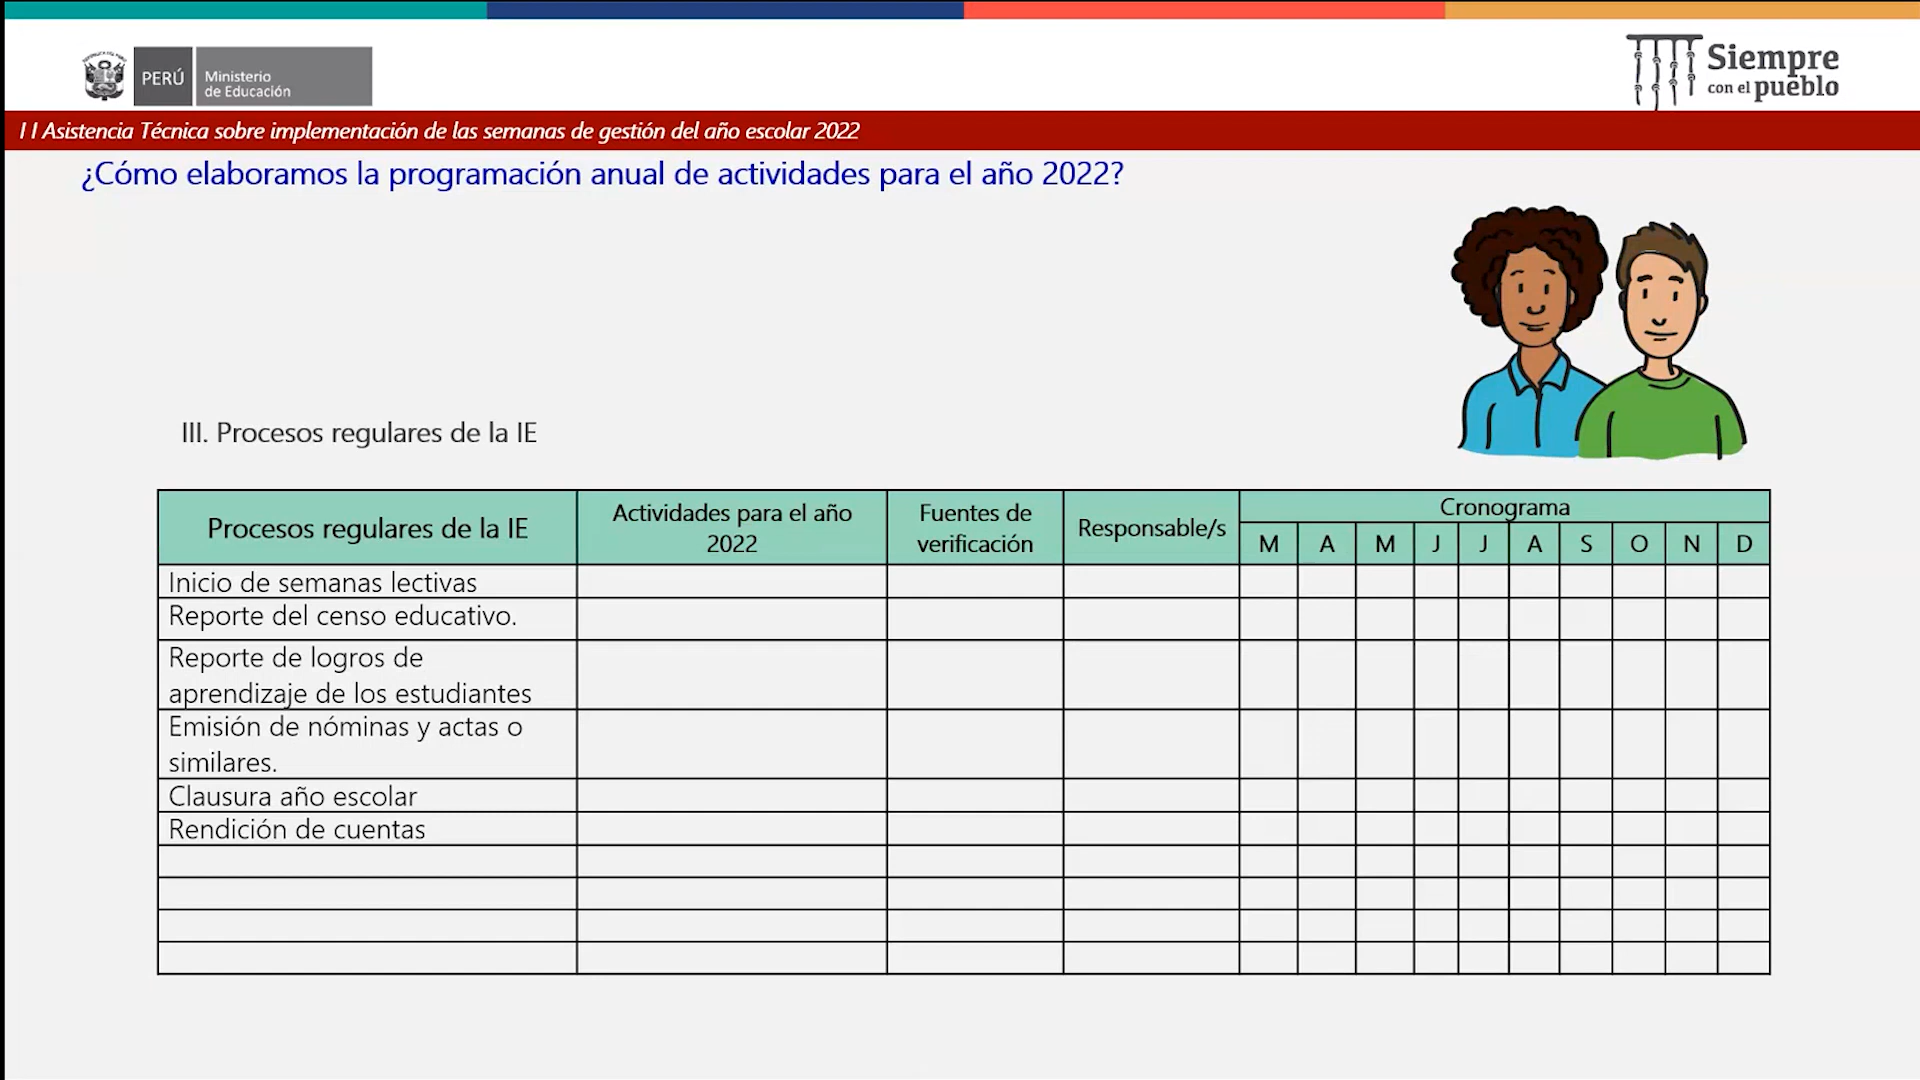 PERÚ
Ministerio
de Educación
Siempre
con el pueblo
I I Asistencia Técnica sobre implementación de las semanas de gestión del año escolar 2022
¿Cómo elaboramos la programación anual de actividades para el año 2022?
III. Procesos regulares de la IE
Procesos regulares de la IE
Actividades para el año
2022
Fuentes de
verificación
Responsable/s
Cronograma
M A M J J A S O N D
Inicio de semanas lectivas
Reporte del censo educativo.
Reporte de logros de
aprendizaje de los estudiantes
Emisión de nóminas y actas o
similares.
Clausura año escolar
Rendición de cuentas